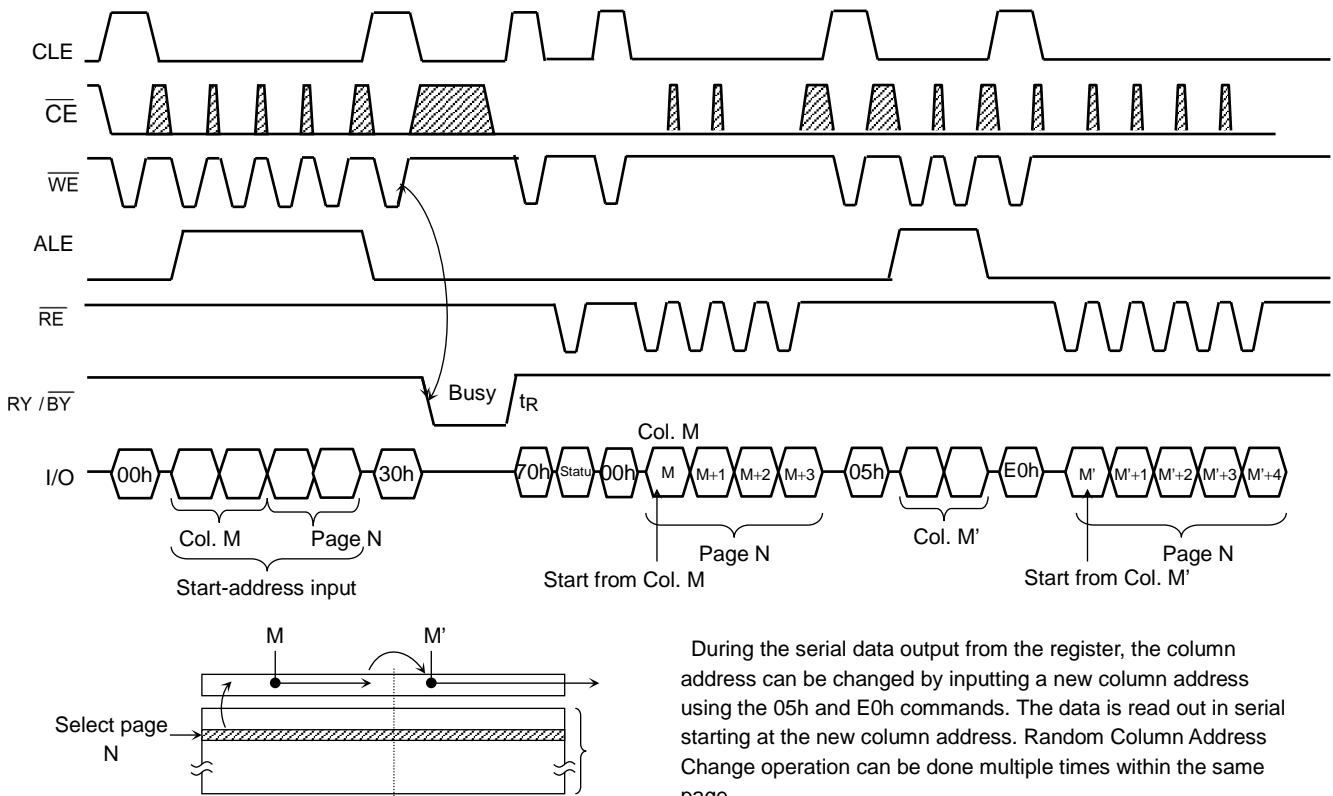 CLE
CE
WE
ALE
RE
RY /BY
Busy
tR
Col. M
I/O
00h
30h
70h
Statu
00h
M
M+1
M+2
M+3
05h
E0h
M'
M'+1
M'+2
M'+3
M'+4
Col. M
Page N
Start-address input
Page N
Start from Col. M
Col. M’
Page N
Start from Col. M’
M
M’
Select page
N
During the serial data output from the register, the column
address can be changed by inputting a new column address
using the 05h and E0h commands. The data is read out in serial
starting at the new column address. Random Column Address
Change operation can be done multiple times within the same
page